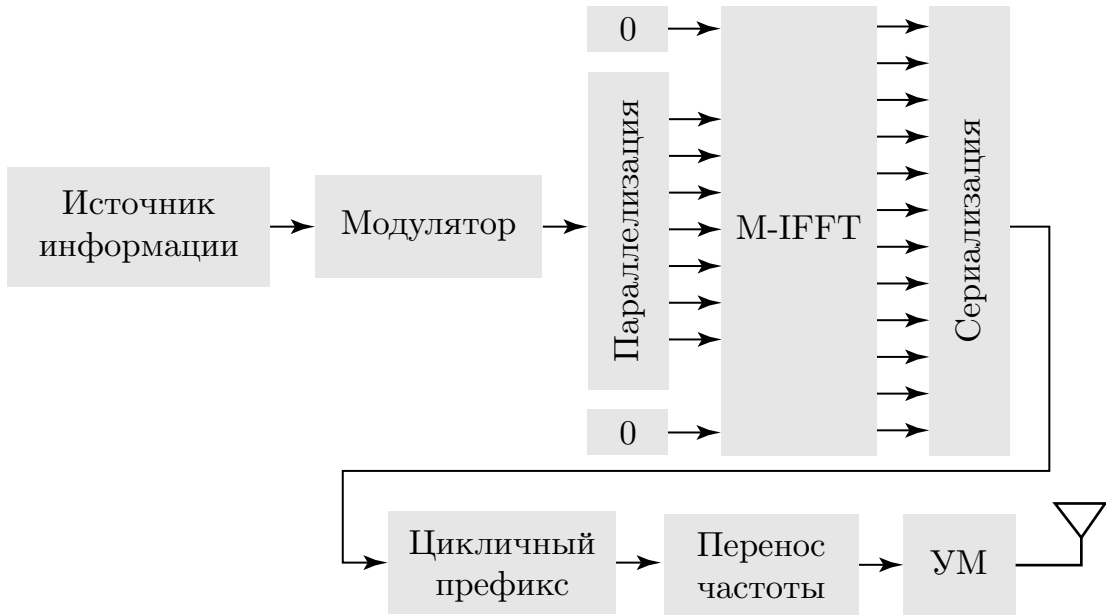 0
Источник
информации
Модулятор
Параллелизация
M-IFFT
Сериализация
0
Цикличный
префикс
Перенос
частоты
УМ